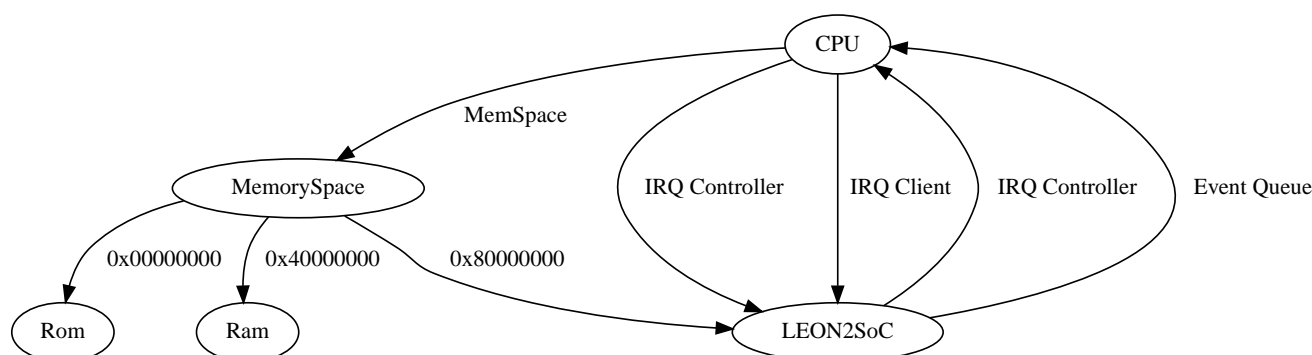 CPU
MemSpace
MemorySpace
IRQ Controller
IRQ Client
IRQ Controller
Event Queue
0x00000000
0x40000000
0x80000000
Rom
Ram
LEON2SoC